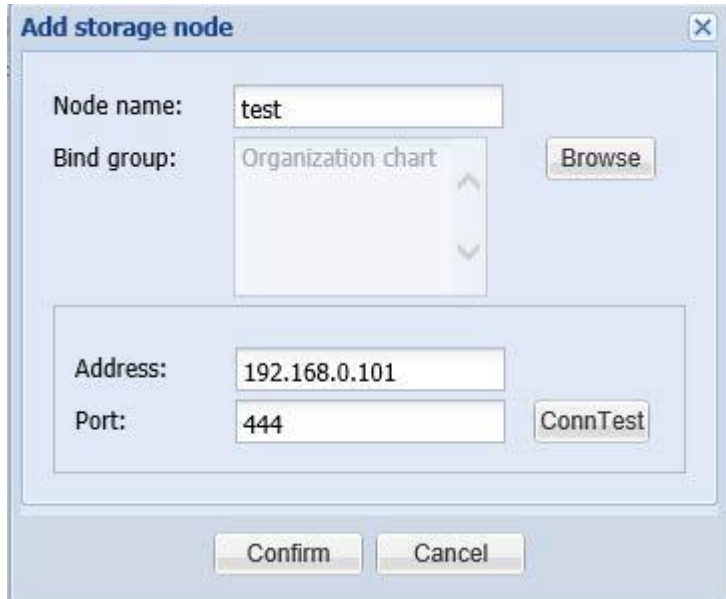 Add storage node
Node name: test
Bind group: Organization chart Browse
Address: 192.168.0.101
Port: 444 ConnTest
Confirm Cancel